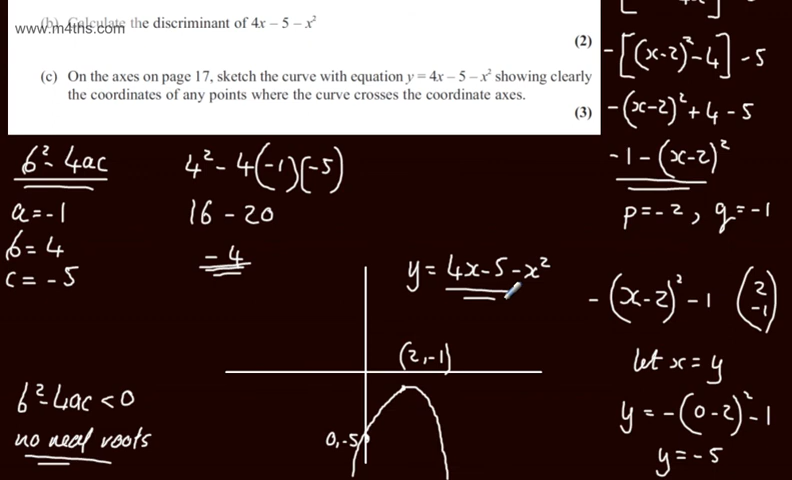 (b) Calculate the discriminant of 4x – 5 – x²
www.m4ths.com
(2)
(c) On the axes on page 17, sketch the curve with equation y = 4x – 5 – x² showing clearly
the coordinates of any points where the curve crosses the coordinate axes.
(3)
b² - 4ac
a = -1
b = 4
c = -5
4² - 4(-1)(-5)
16 - 20
-4
b² - 4ac < 0
no real roots
y = 4x - 5 - x²
(2, -1)
0, -5
-[(x-2)² - 4] - 5
-(x-2)² + 4 - 5
-1 - (x-2)²
p = -2, q = -1
-(x-2)² - 1 (2 -1)
let x = y
y = -(0-2)² - 1
y = -5